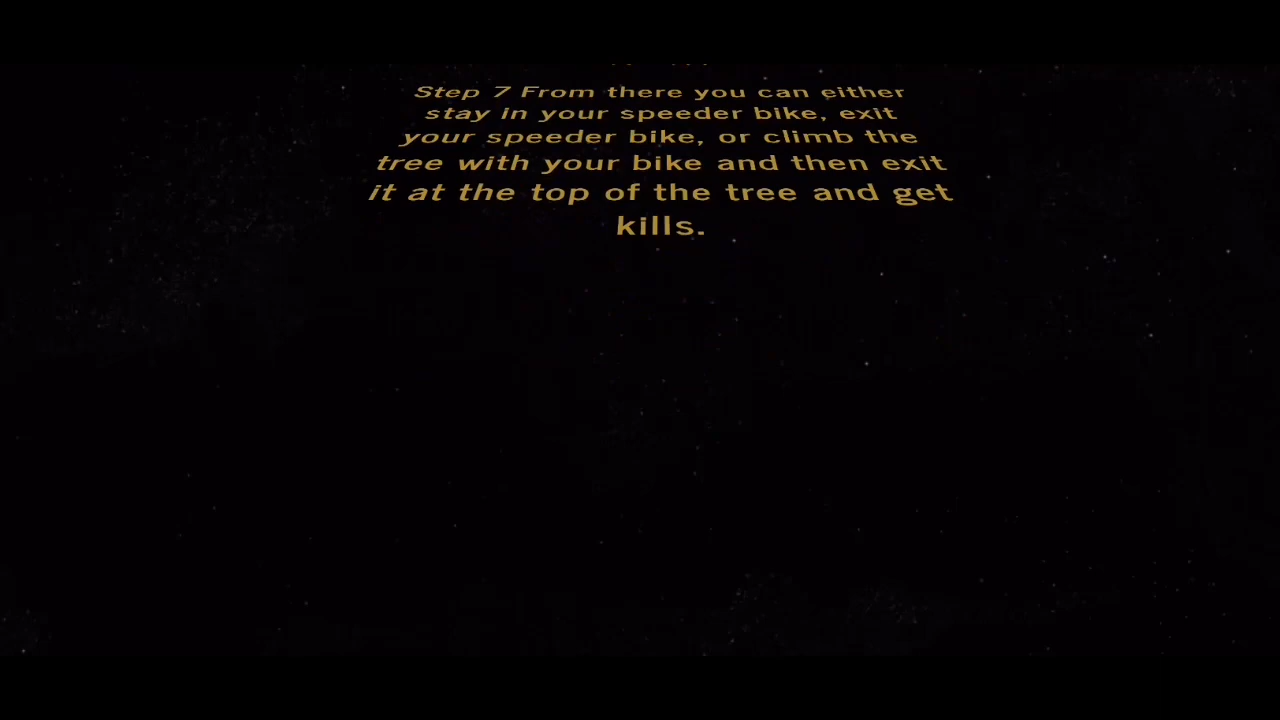 Step 7 From there you can either
stay in your speeder bike, exit
your speeder bike, or climb the
tree with your bike and then exit
it at the top of the tree and get
kills.